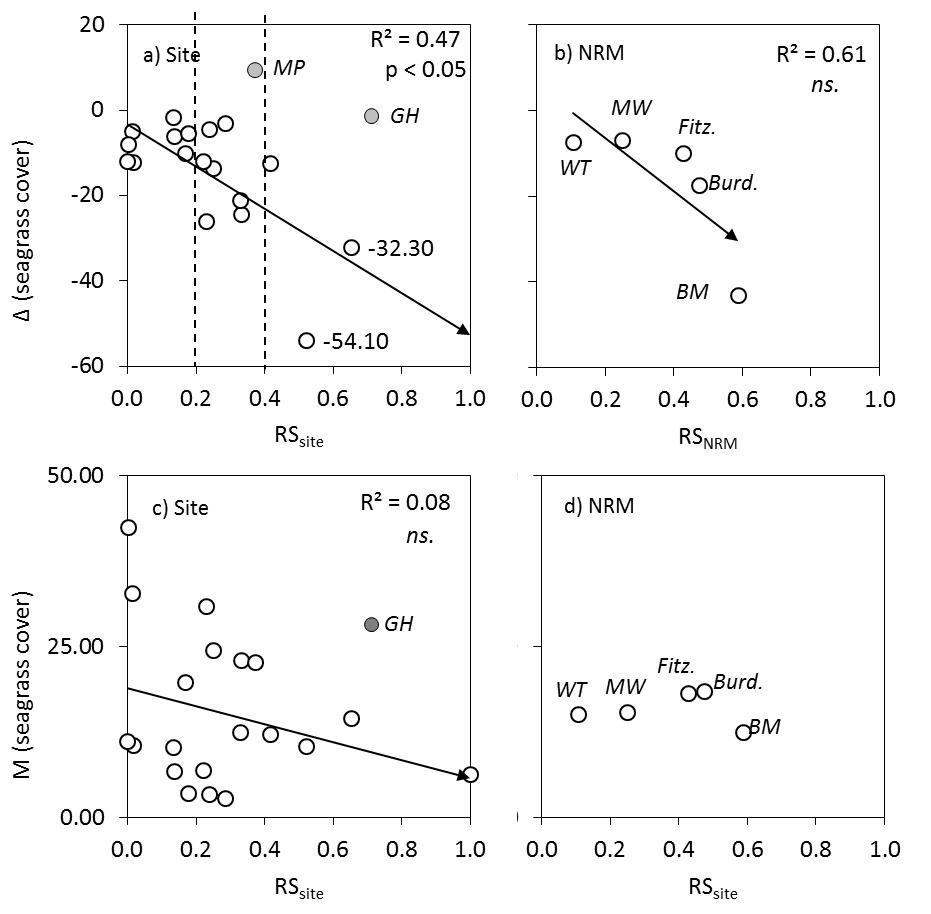 a) Site
R² = 0.47
p < 0.05
MP
GH
-32.30
-54.10
20
0
-20
-40
-60
Δ (seagrass cover)
0.0 0.2 0.4 0.6 0.8 1.0
RSsite
b) NRM
R² = 0.61
ns.
MW
WT
Fitz.
Burd.
BM
0.0 0.2 0.4 0.6 0.8 1.0
RSNRM
c) Site
R² = 0.08
ns.
GH
50.00
25.00
0.00
M (seagrass cover)
0.0 0.2 0.4 0.6 0.8 1.0
RSsite
d) NRM
WT
MW
Fitz.
Burd.
BM
0.0 0.2 0.4 0.6 0.8 1.0
RSsite